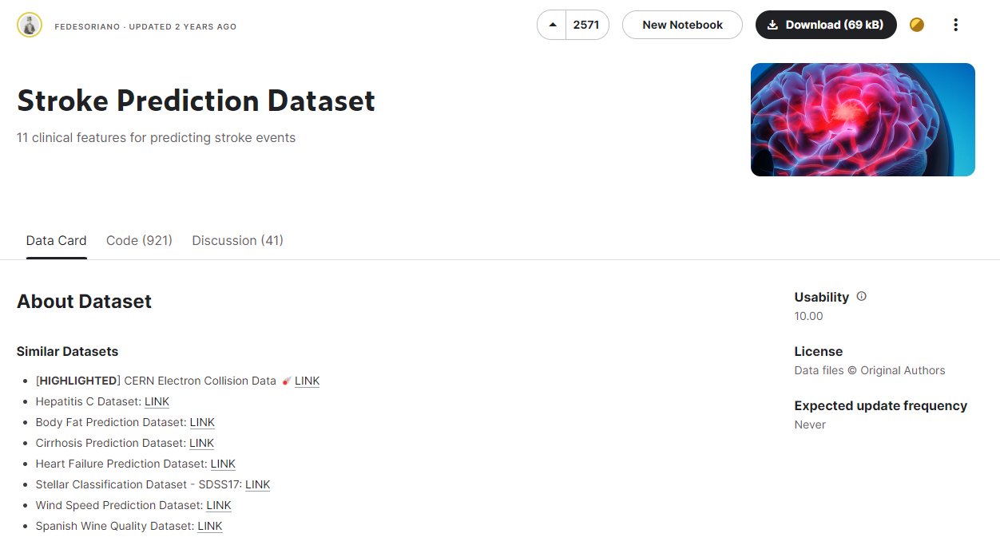 FEDESORIANO · UPDATED 2 YEARS AGO
2571
New Notebook
Download (69 kB)
Stroke Prediction Dataset
11 clinical features for predicting stroke events
Data Card
Code (921)
Discussion (41)
About Dataset
Similar Datasets
[HIGHLIGHTED] CERN Electron Collision Data ☄️ LINK
Hepatitis C Dataset: LINK
Body Fat Prediction Dataset: LINK
Cirrhosis Prediction Dataset: LINK
Heart Failure Prediction Dataset: LINK
Stellar Classification Dataset - SDSS17: LINK
Wind Speed Prediction Dataset: LINK
Spanish Wine Quality Dataset: LINK
Usability
10.00
License
Data files © Original Authors
Expected update frequency
Never